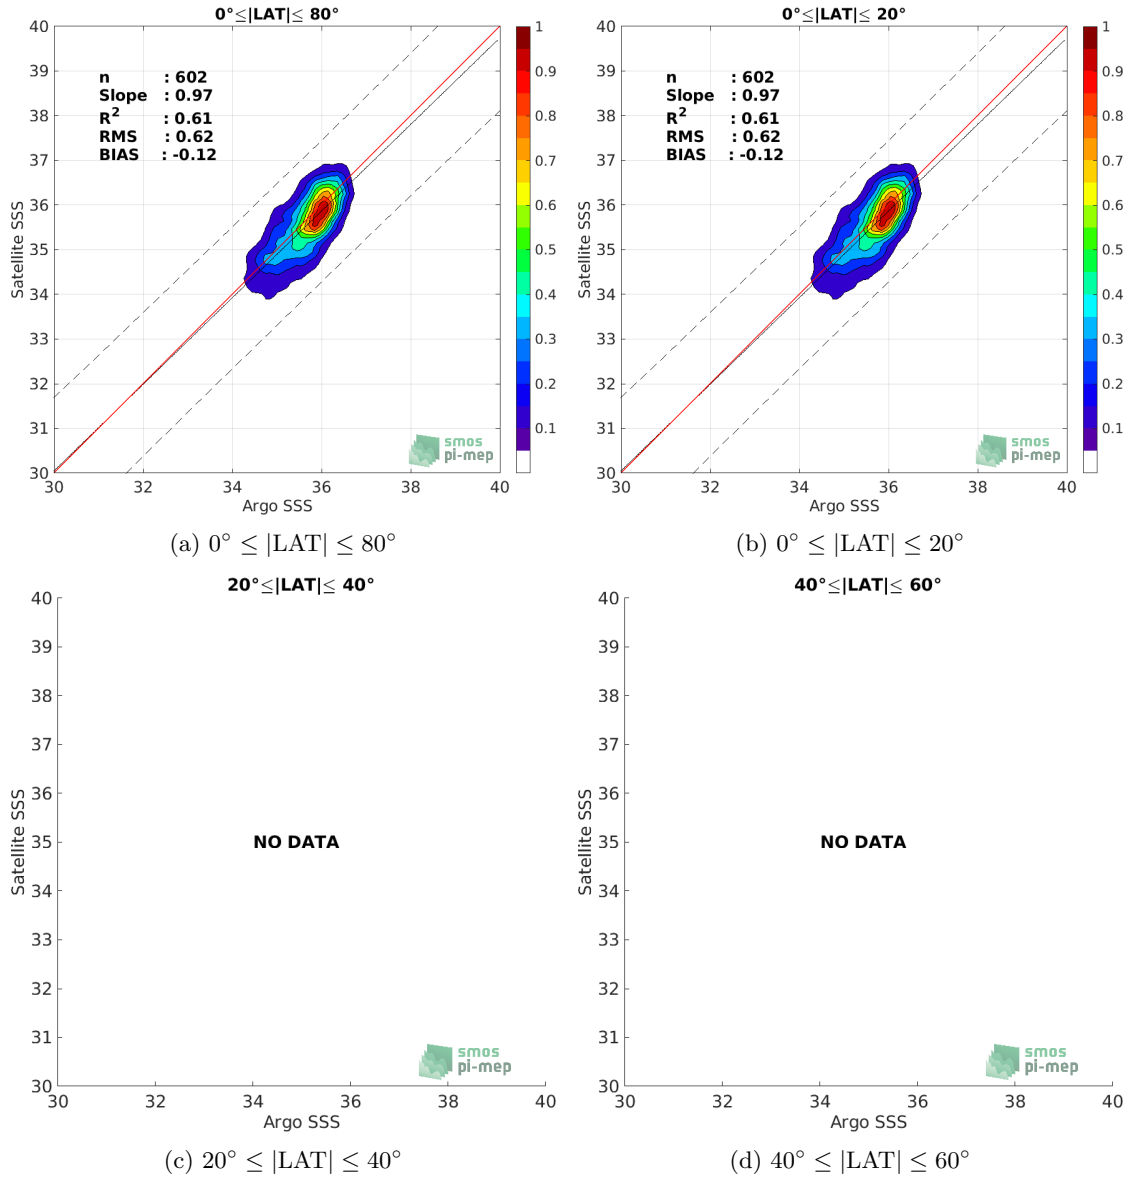 0°≤|LAT|≤ 80°
40
39
38
37
36
35
34
33
32
31
30
Satellite SSS
n : 602
Slope : 0.97
R² : 0.61
RMS : 0.62
BIAS : -0.12
smos
pi-mep
30 32 34 36 38 40
Argo SSS
1
0.9
0.8
0.7
0.6
0.5
0.4
0.3
0.2
0.1
(a) 0° ≤ |LAT| ≤ 80°
0°≤|LAT|≤ 20°
40
39
38
37
36
35
34
33
32
31
30
Satellite SSS
n : 602
Slope : 0.97
R² : 0.61
RMS : 0.62
BIAS : -0.12
smos
pi-mep
30 32 34 36 38 40
Argo SSS
1
0.9
0.8
0.7
0.6
0.5
0.4
0.3
0.2
0.1
(b) 0° ≤ |LAT| ≤ 20°
20°≤|LAT|≤ 40°
40
39
38
37
36
35
34
33
32
31
30
Satellite SSS
NO DATA
smos
pi-mep
30 32 34 36 38 40
Argo SSS
(c) 20° ≤ |LAT| ≤ 40°
40°≤|LAT|≤ 60°
40
39
38
37
36
35
34
33
32
31
30
Satellite SSS
NO DATA
smos
pi-mep
30 32 34 36 38 40
Argo SSS
(d) 40° ≤ |LAT| ≤ 60°